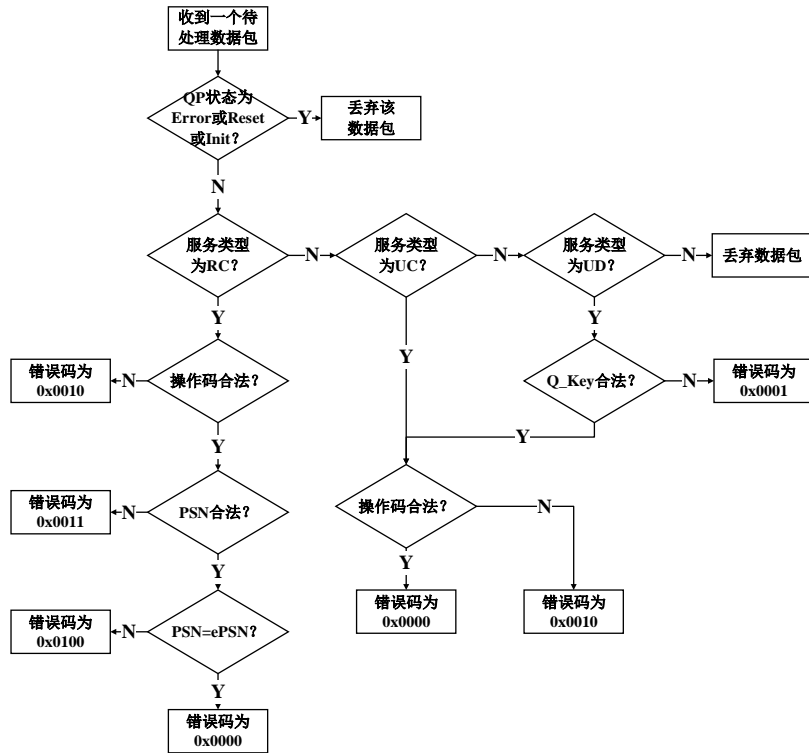 收到一个待
处理数据包
QP状态为
Error或Reset
或Init?
Y
丢弃该
数据包
N
服务类型
为RC?
N
服务类型
为UC?
N
服务类型
为UD?
N
丢弃数据包
Y
Y
Y
错误码为
0x0010
N
操作码合法?
Q_Key合法?
N
错误码为
0x0001
Y
Y
错误码为
0x0011
N
PSN合法?
操作码合法?
N
Y
Y
错误码为
0x0100
N
PSN=ePSN?
错误码为
0x0000
错误码为
0x0010
Y
错误码为
0x0000